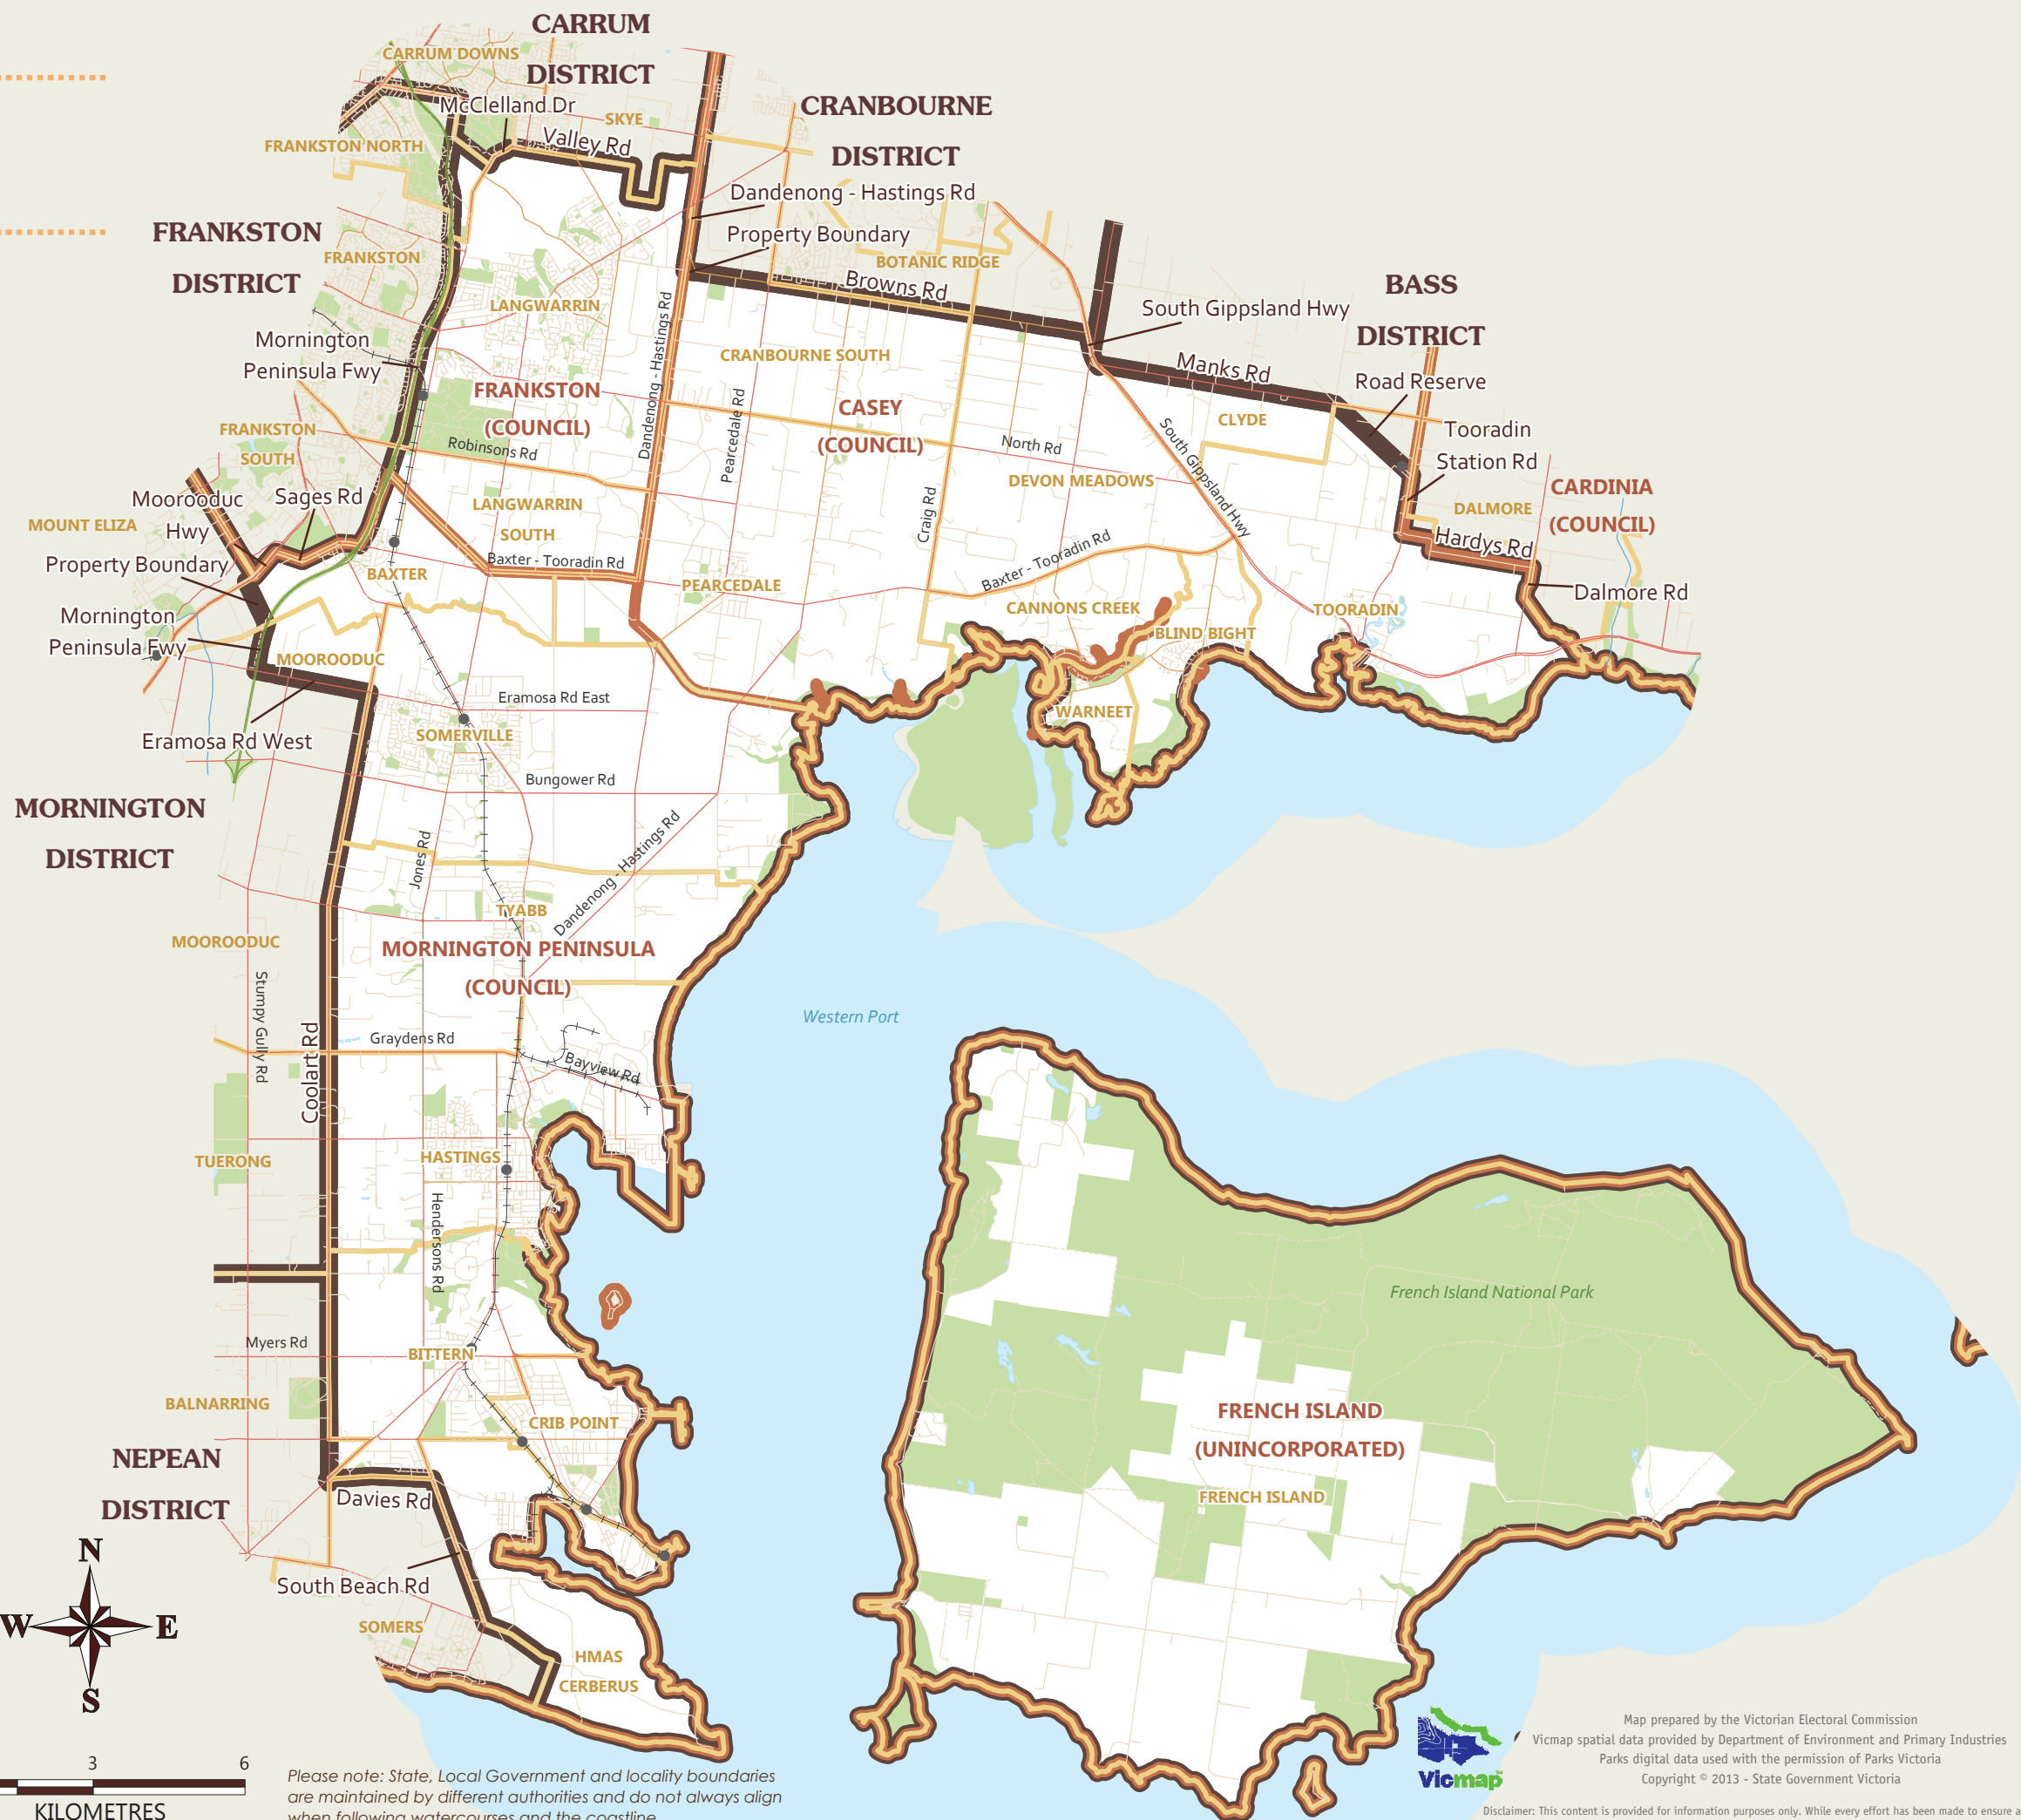 CARRUM
DISTRICT
CARRUM DOWNS
McClelland Dr
SKYE
Valley Rd
CRANBOURNE
DISTRICT
FRANKSTON NORTH
Dandenong - Hastings Rd
Property Boundary
FRANKSTON
DISTRICT
FRANKSTON
BOTANIC RIDGE
Browns Rd
BASS
DISTRICT
LANGWARRIN
South Gippsland Hwy
Mornington
Peninsula Fwy
CRANBOURNE SOUTH
Manks Rd
Road Reserve
FRANKSTON
(COUNCIL)
Dandenong - Hastings Rd
Pearcedale Rd
CASEY
(COUNCIL)
CLYDE
Tooradin
Station Rd
FRANKSTON
SOUTH
Robinsons Rd
North Rd
South Gippsland Hwy
DEVON MEADOWS
CARDINIA
(COUNCIL)
DALMORE
Moorooduc
Hwy
Sages Rd
LANGWARRIN
SOUTH
Craig Rd
MOUNT ELIZA
Hardys Rd
Property Boundary
BAXTER
Baxter - Tooradin Rd
PEARCEDALE
Baxter - Tooradin Rd
Dalmore Rd
CANNONS CREEK
TOORADIN
Mornington
Peninsula Fwy
BLIND BIGHT
MOOROODUC
Eramosa Rd East
WARNEET
Eramosa Rd West
SOMERVILLE
Bungower Rd
MORNINGTON
DISTRICT
Jones Rd
Dandenong - Hastings Rd
TYABB
MOOROODUC
MORNINGTON PENINSULA
(COUNCIL)
Stumpy Gully Rd
Western Port
Coolart Rd
Graydens Rd
Bayview Rd
TUERONG
HASTINGS
Hendersons Rd
French Island National Park
Myers Rd
BITTERN
BALNARRING
CRIB POINT
FRENCH ISLAND
(UNINCORPORATED)
NEPEAN
DISTRICT
Davies Rd
FRENCH ISLAND
N
W
E
S
South Beach Rd
SOMERS
HMAS
CERBERUS
3
6
KILOMETRES
Please note: State, Local Government and locality boundaries
are maintained by different authorities and do not always align
when following watercourses and the coastline
Vicmap
Map prepared by the Victorian Electoral Commission
Vicmap spatial data provided by Department of Environment and Primary Industries
Parks digital data used with the permission of Parks Victoria
Copyright © 2013 - State Government Victoria
Disclaimer: This content is provided for information purposes only. While every effort has been made to ensure a